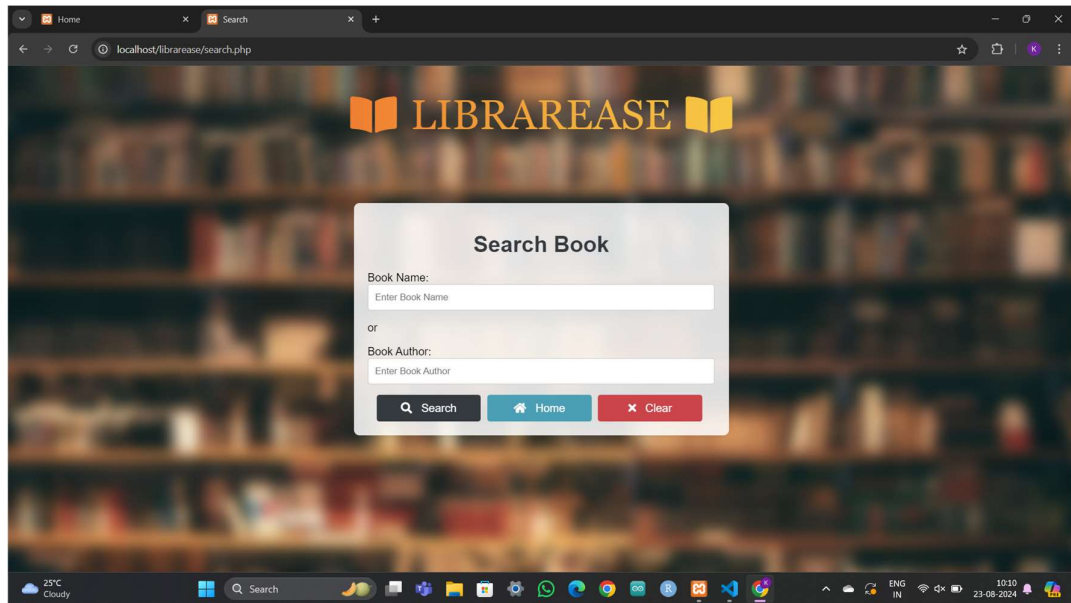 Home
Search
localhost/librarease/search.php
K
LIBRAREASE
Search Book
Book Name:
Enter Book Name
or
Book Author:
Enter Book Author
Search
Home
Clear
25°C
Cloudy
Search
R
ENG
IN
10:10
23-08-2024